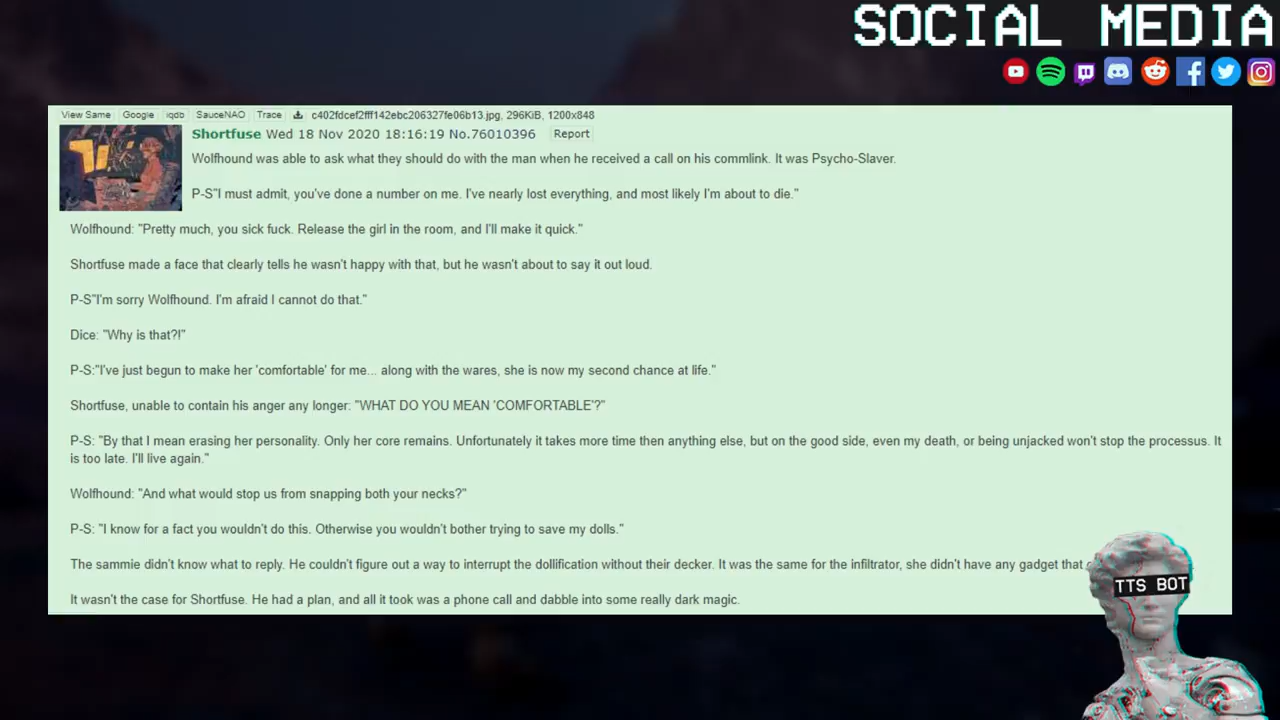 SOCIAL MEDIA
View Same Google iqdb SauceNAO Trace c402fdcef2fff142ebc206327fe06b13.jpg, 296KiB, 1200x848
Shortfuse Wed 18 Nov 2020 18:16:19 No.76010396 Report
Wolfhound was able to ask what they should do with the man when he received a call on his commlink. It was Psycho-Slaver.
P-S"I must admit, you've done a number on me. I've nearly lost everything, and most likely I'm about to die."
Wolfhound: "Pretty much, you sick fuck. Release the girl in the room, and I'll make it quick."
Shortfuse made a face that clearly tells he wasn't happy with that, but he wasn't about to say it out loud.
P-S"I'm sorry Wolfhound. I'm afraid I cannot do that."
Dice: "Why is that?!"
P-S:"I've just begun to make her 'comfortable' for me... along with the wares, she is now my second chance at life."
Shortfuse, unable to contain his anger any longer: "WHAT DO YOU MEAN 'COMFORTABLE'?"
P-S: "By that I mean erasing her personality. Only her core remains. Unfortunately it takes more time then anything else, but on the good side, even my death, or being unjacked won't stop the processus. It
is too late. I'll live again."
Wolfhound: "And what would stop us from snapping both your necks?"
P-S: "I know for a fact you wouldn't do this. Otherwise you wouldn't bother trying to save my dolls."
The sammie didn't know what to reply. He couldn't figure out a way to interrupt the dollification without their decker. It was the same for the infiltrator, she didn't have any gadget that
It wasn't the case for Shortfuse. He had a plan, and all it took was a phone call and dabble into some really dark magic.
TTS BOT